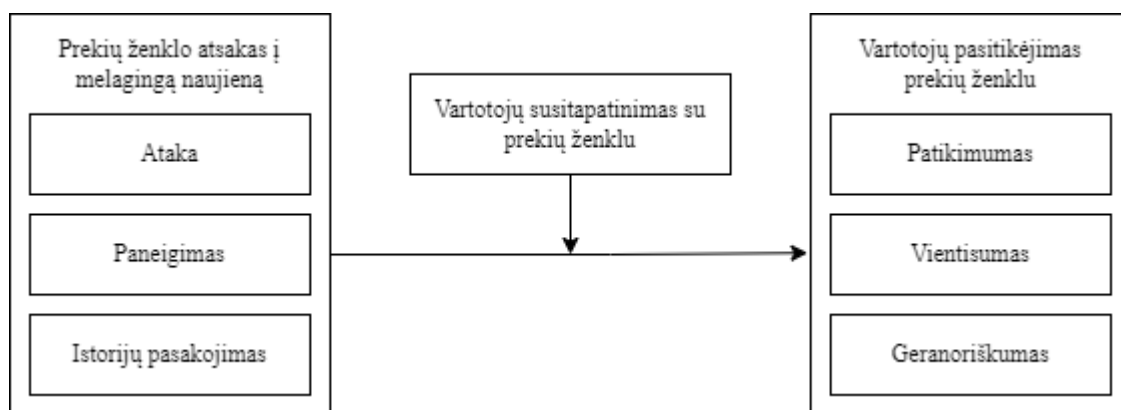 Prekių ženklo atsakas į
melagingą naujieną
Ataka
Paneigimas
Istorijų pasakojimas
Vartotojų susitapatinimas su
prekių ženklu
Vartotojų pasitikėjimas
prekių ženklu
Patikimumas
Vientisumas
Geranoriškumas